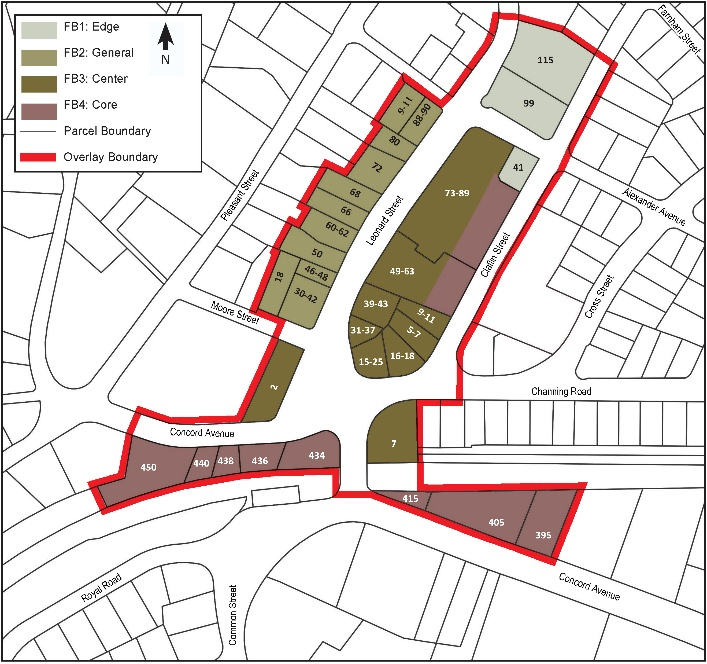 FB1: Edge
FB2: General
FB3: Center
FB4: Core
Parcel Boundary
Overlay Boundary
N
Farnham Street
115
99
9-11
88-90
80
72
68
66
60-62
50
46-48
30-42
18
41
73-89
49-63
39-43
31-37
15-25
16-18
5-7
9-11
Pleasant Street
Leonard Street
Claflin Street
Alexander Avenue
Cross Street
Moore Street
Channing Road
2
7
Concord Avenue
450
440
438
436
434
415
405
395
Concord Avenue
Royal Road
Common Street